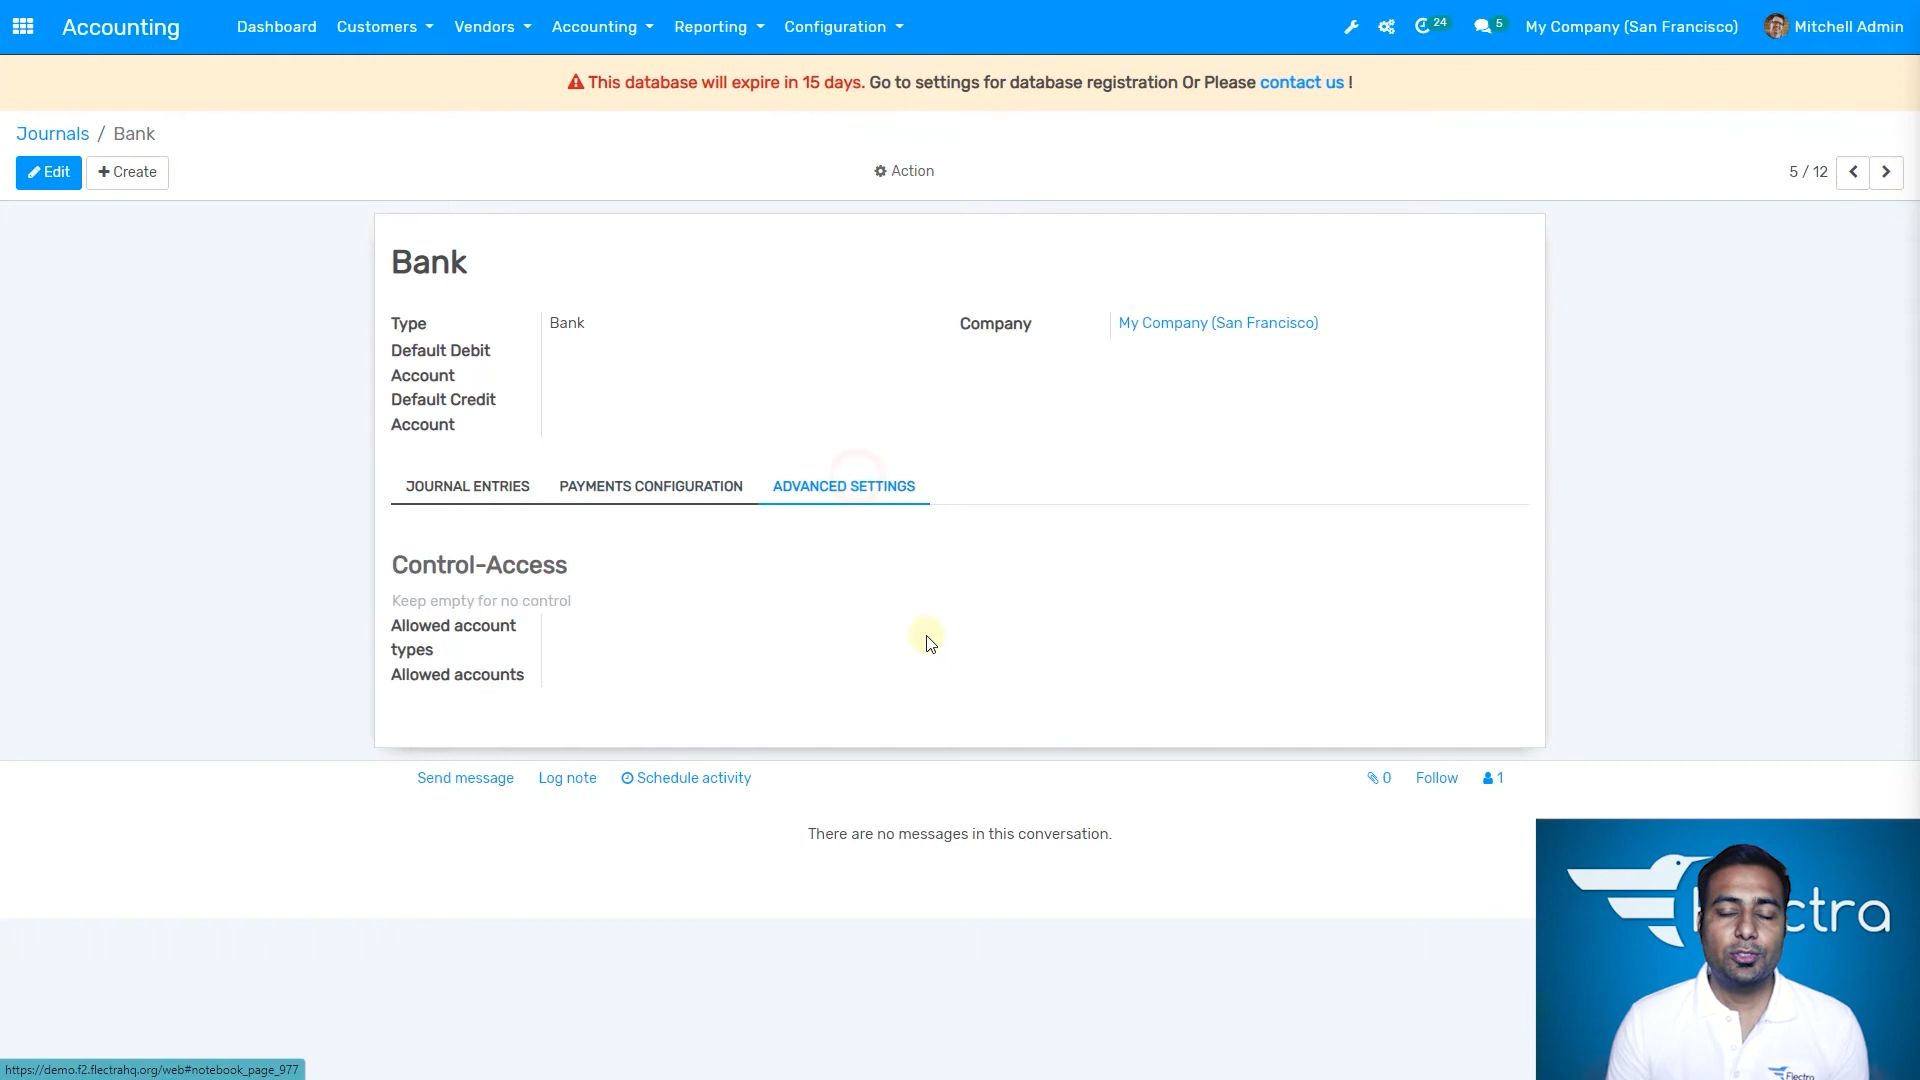 Accounting Dashboard Customers Vendors Accounting Reporting Configuration 24 5 My Company (San Francisco) Mitchell Admin
This database will expire in 15 days. Go to settings for database registration Or Please contact us !
Journals / Bank
Edit + Create Action 5 / 12
Bank
Type Bank Company My Company (San Francisco)
Default Debit
Account
Default Credit
Account
JOURNAL ENTRIES PAYMENTS CONFIGURATION ADVANCED SETTINGS
Control-Access
Keep empty for no control
Allowed account
types
Allowed accounts
Send message Log note Schedule activity 0 Follow 1
There are no messages in this conversation.
Flectra
Flectra
https://demo.f2.flectrahq.org/web#notebook_page_977